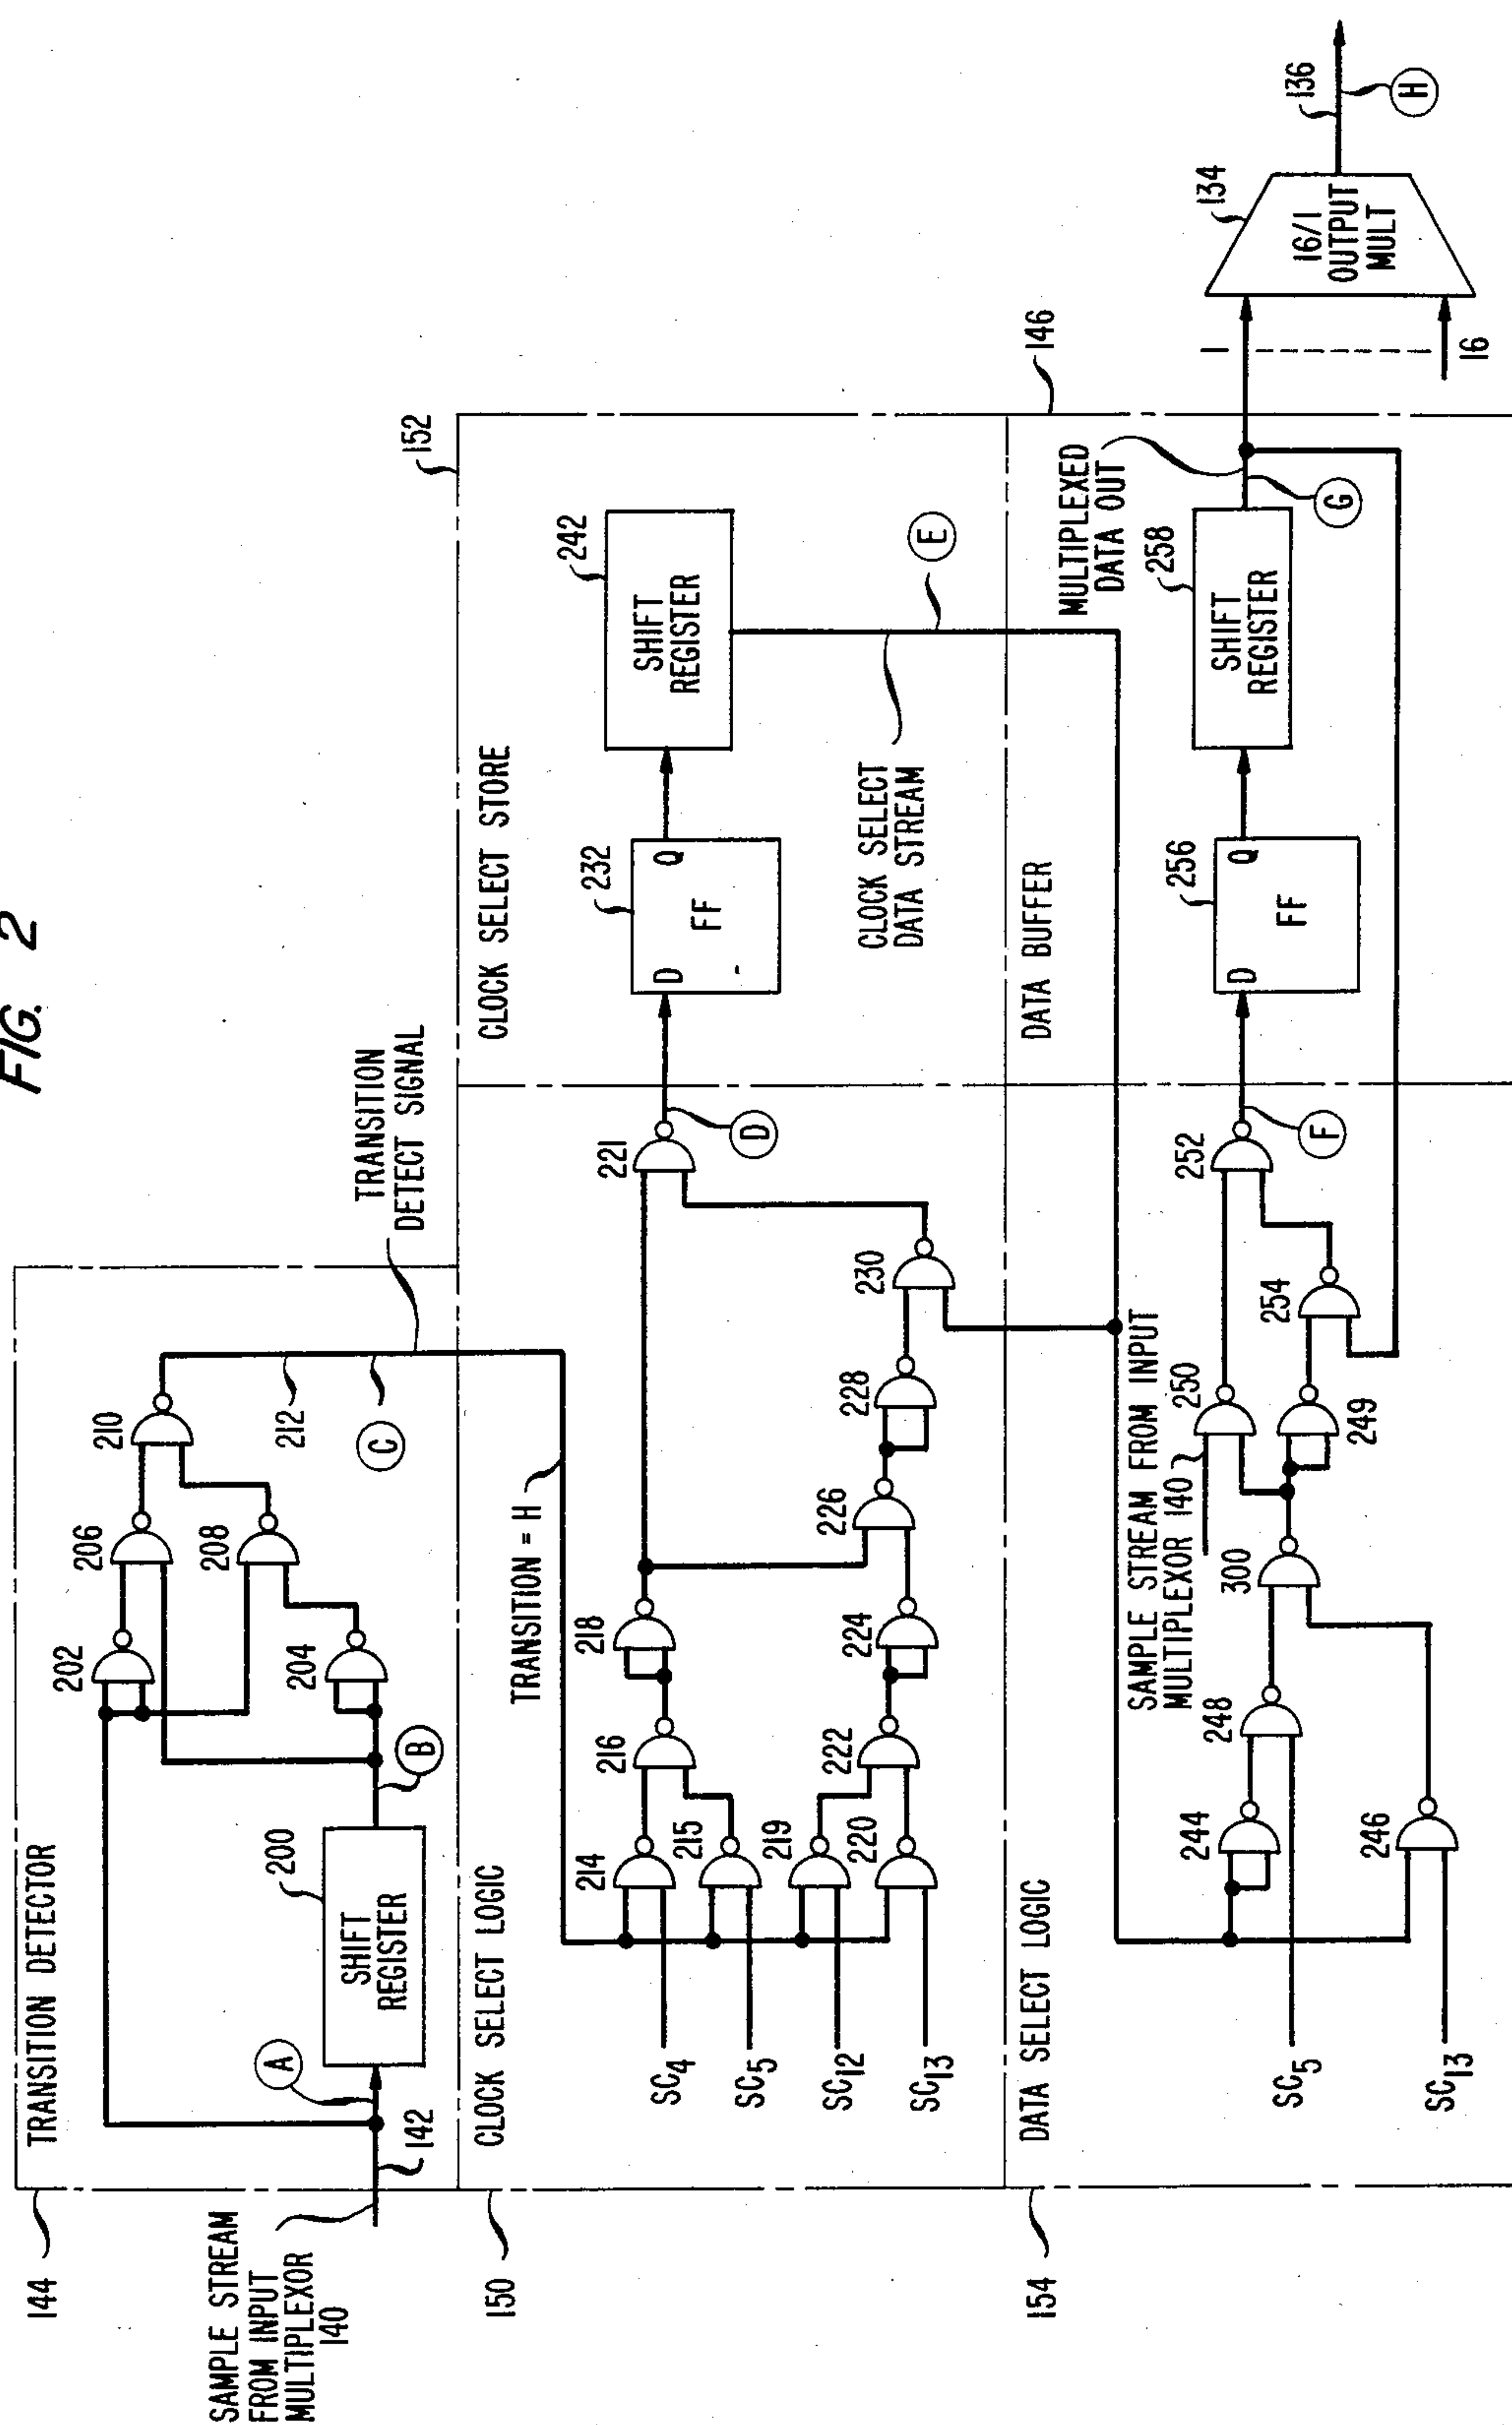 FIG. 2
144
TRANSITION DETECTOR
SAMPLE STREAM
FROM INPUT
MULTIPLEXOR
140
142
A
SHIFT
REGISTER
200
B
202
204
206
208
210
212
C
TRANSITION
DETECT SIGNAL
150
CLOCK SELECT LOGIC
TRANSITION = H
SC4
SC5
SC12
SC13
214
215
219
220
216
222
218
224
226
228
230
221
D
152
CLOCK SELECT STORE
232
D
Q
FF
242
SHIFT
REGISTER
E
CLOCK SELECT
DATA STREAM
154
DATA SELECT LOGIC
SC5
SC13
244
246
248
300
SAMPLE STREAM FROM INPUT
MULTIPLEXOR 140
250
249
254
252
F
146
DATA BUFFER
256
D
Q
FF
258
SHIFT
REGISTER
MULTIPLEXED
DATA OUT
G
1
16
134
16/1
OUTPUT
MULT
136
H